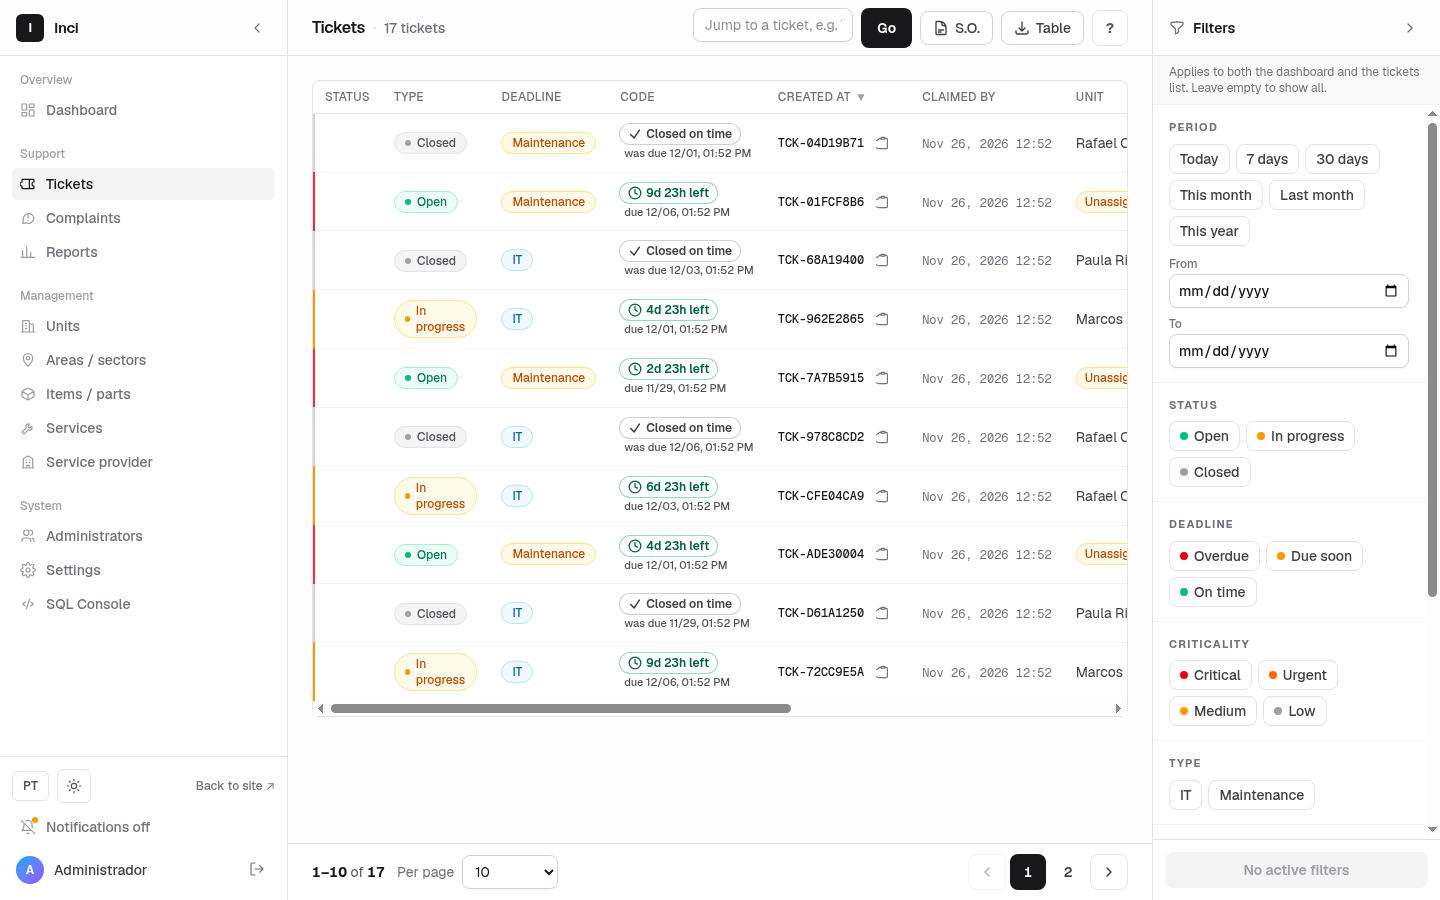 I
Inci
Overview
Dashboard
Support
Tickets
Complaints
Reports
Management
Units
Areas / sectors
Items / parts
Services
Service provider
System
Administrators
Settings
SQL Console
PT
Back to site ↗
Notifications off
A
Administrador
Tickets · 17 tickets
Jump to a ticket, e.g.
Go
S.O.
Table
?
STATUS TYPE DEADLINE CODE CREATED AT ▼ CLAIMED BY UNIT
Closed Maintenance Closed on time TCK-04D19B71 Nov 26, 2026 12:52 Rafael
was due 12/01, 01:52 PM
Open Maintenance 9d 23h left TCK-01FCF8B6 Nov 26, 2026 12:52 Unassig
due 12/06, 01:52 PM
Closed IT Closed on time TCK-68A19400 Nov 26, 2026 12:52 Paula Ri
was due 12/03, 01:52 PM
In progress IT 4d 23h left TCK-962E2865 Nov 26, 2026 12:52 Marcos
due 12/01, 01:52 PM
Open Maintenance 2d 23h left TCK-7A7B5915 Nov 26, 2026 12:52 Unassig
due 11/29, 01:52 PM
Closed IT Closed on time TCK-978C8CD2 Nov 26, 2026 12:52 Rafael
was due 12/06, 01:52 PM
In progress IT 6d 23h left TCK-CFE04CA9 Nov 26, 2026 12:52 Rafael
due 12/03, 01:52 PM
Open Maintenance 4d 23h left TCK-ADE30004 Nov 26, 2026 12:52 Unassig
due 12/01, 01:52 PM
Closed IT Closed on time TCK-D61A1250 Nov 26, 2026 12:52 Paula Ri
was due 11/29, 01:52 PM
In progress IT 9d 23h left TCK-72CC9E5A Nov 26, 2026 12:52 Marcos
due 12/06, 01:52 PM
1–10 of 17 Per page 10
1 2
Filters
Applies to both the dashboard and the tickets
list. Leave empty to show all.
PERIOD
Today 7 days 30 days
This month Last month
This year
From
mm/dd/yyyy
To
mm/dd/yyyy
STATUS
Open In progress
Closed
DEADLINE
Overdue Due soon
On time
CRITICALITY
Critical Urgent
Medium Low
TYPE
IT Maintenance
No active filters